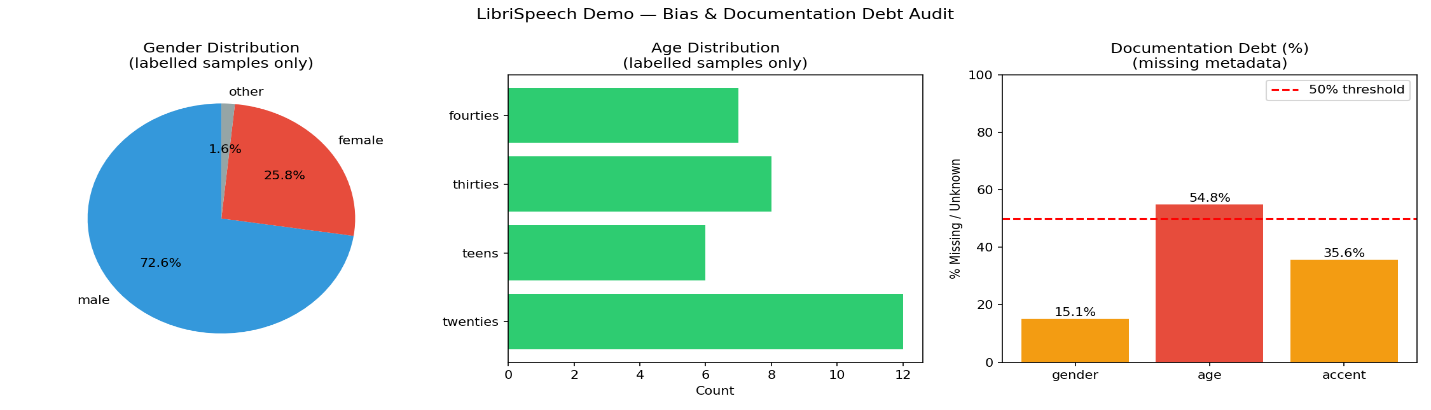 LibriSpeech Demo — Bias & Documentation Debt Audit
Gender Distribution
(labelled samples only)
other
female
1.6%
25.8%
72.6%
male
Age Distribution
(labelled samples only)
fourties
thirties
teens
twenties
0 2 4 6 8 10 12
Count
Documentation Debt (%)
(missing metadata)
50% threshold
% Missing / Unknown
100
80
60
40
20
0
15.1%
54.8%
35.6%
gender age accent